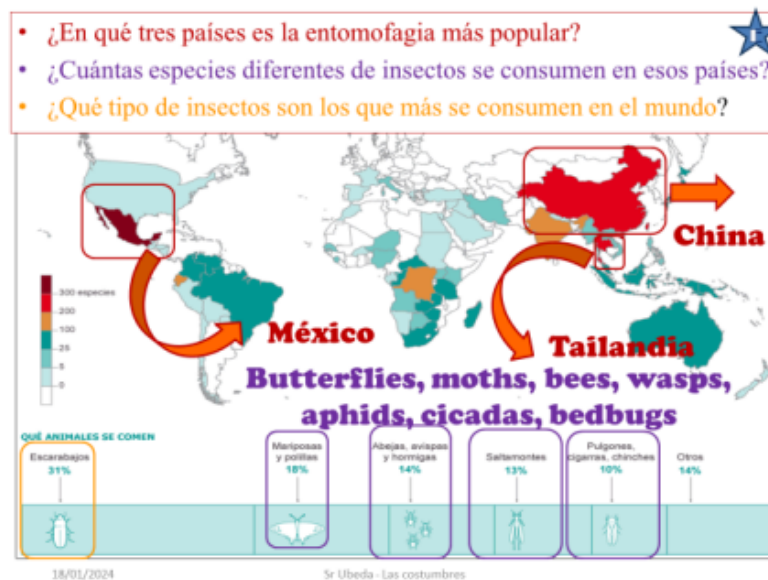 • ¿En qué tres países es la entomofagia más popular?
• ¿Cuántas especies diferentes de insectos se consumen en esos países?
• ¿Qué tipo de insectos son los que más se consumen en el mundo?
China
300 especies
200
100
25
5
0
México
Tailandia
Butterflies, moths, bees, wasps,
aphids, cicadas, bedbugs
QUÉ ANIMALES SE COMEN
Escarabajos
31%
Mariposas
y polillas
18%
Abejas, avispas
y hormigas
14%
Saltamontes
13%
Pulgones,
cigarras, chinches
10%
Otros
14%
18/01/2024
Sr Ubeda - Las costumbres